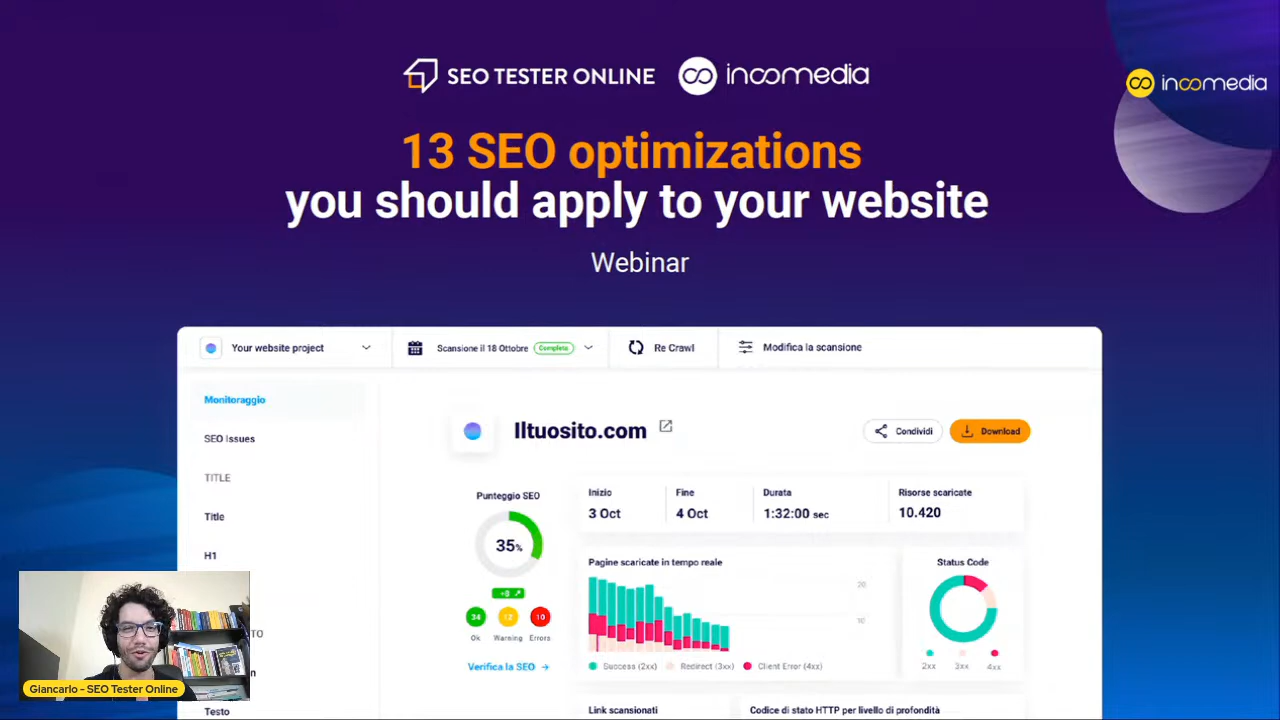 SEO TESTER ONLINE
incomedia
incomedia
13 SEO optimizations
you should apply to your website
Webinar
Your website project
Scansione il 18 Ottobre
Completa
Re Crawl
Modifica la scansione
Monitoraggio
SEO Issues
TITLE
Title
H1
Testo
Iltuosito.com
Condividi
Download
Punteggio SEO
35%
+8
34
12
10
Ok
Warning
Errors
Verifica la SEO
Inizio
3 Oct
Fine
4 Oct
Durata
1:32:00 sec
Risorse scaricate
10.420
Pagine scaricate in tempo reale
20
10
Success (2xx)
Redirect (3xx)
Client Error (4xx)
Status Code
2xx
3xx
4xx
Link scansionati
Codice di stato HTTP per livello di profondità
Giancarlo - SEO Tester Online